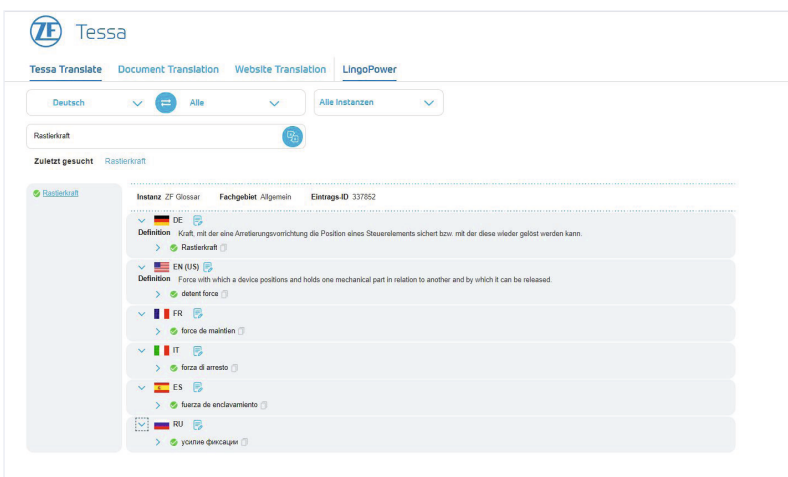 ZF Tessa
Tessa Translate Document Translation Website Translation LingoPower
Deutsch Alle Alle Instanzen
Rastierkraft
Zuletzt gesucht Rastierkraft
Rastierkraft
Instanz ZF Glossar Fachgebiet Allgemein Eintrags-ID 337852
DE
Definition Kraft, mit der eine Arretierungsvorrichtung die Position eines Steuerelements sichert bzw. mit der diese wieder gelöst werden kann.
Rastierkraft
EN (US)
Definition Force with which a device positions and holds one mechanical part in relation to another and by which it can be released.
detent force
FR
force de maintien
IT
forza di arresto
ES
fuerza de enclavamiento
RU
усилие фиксации